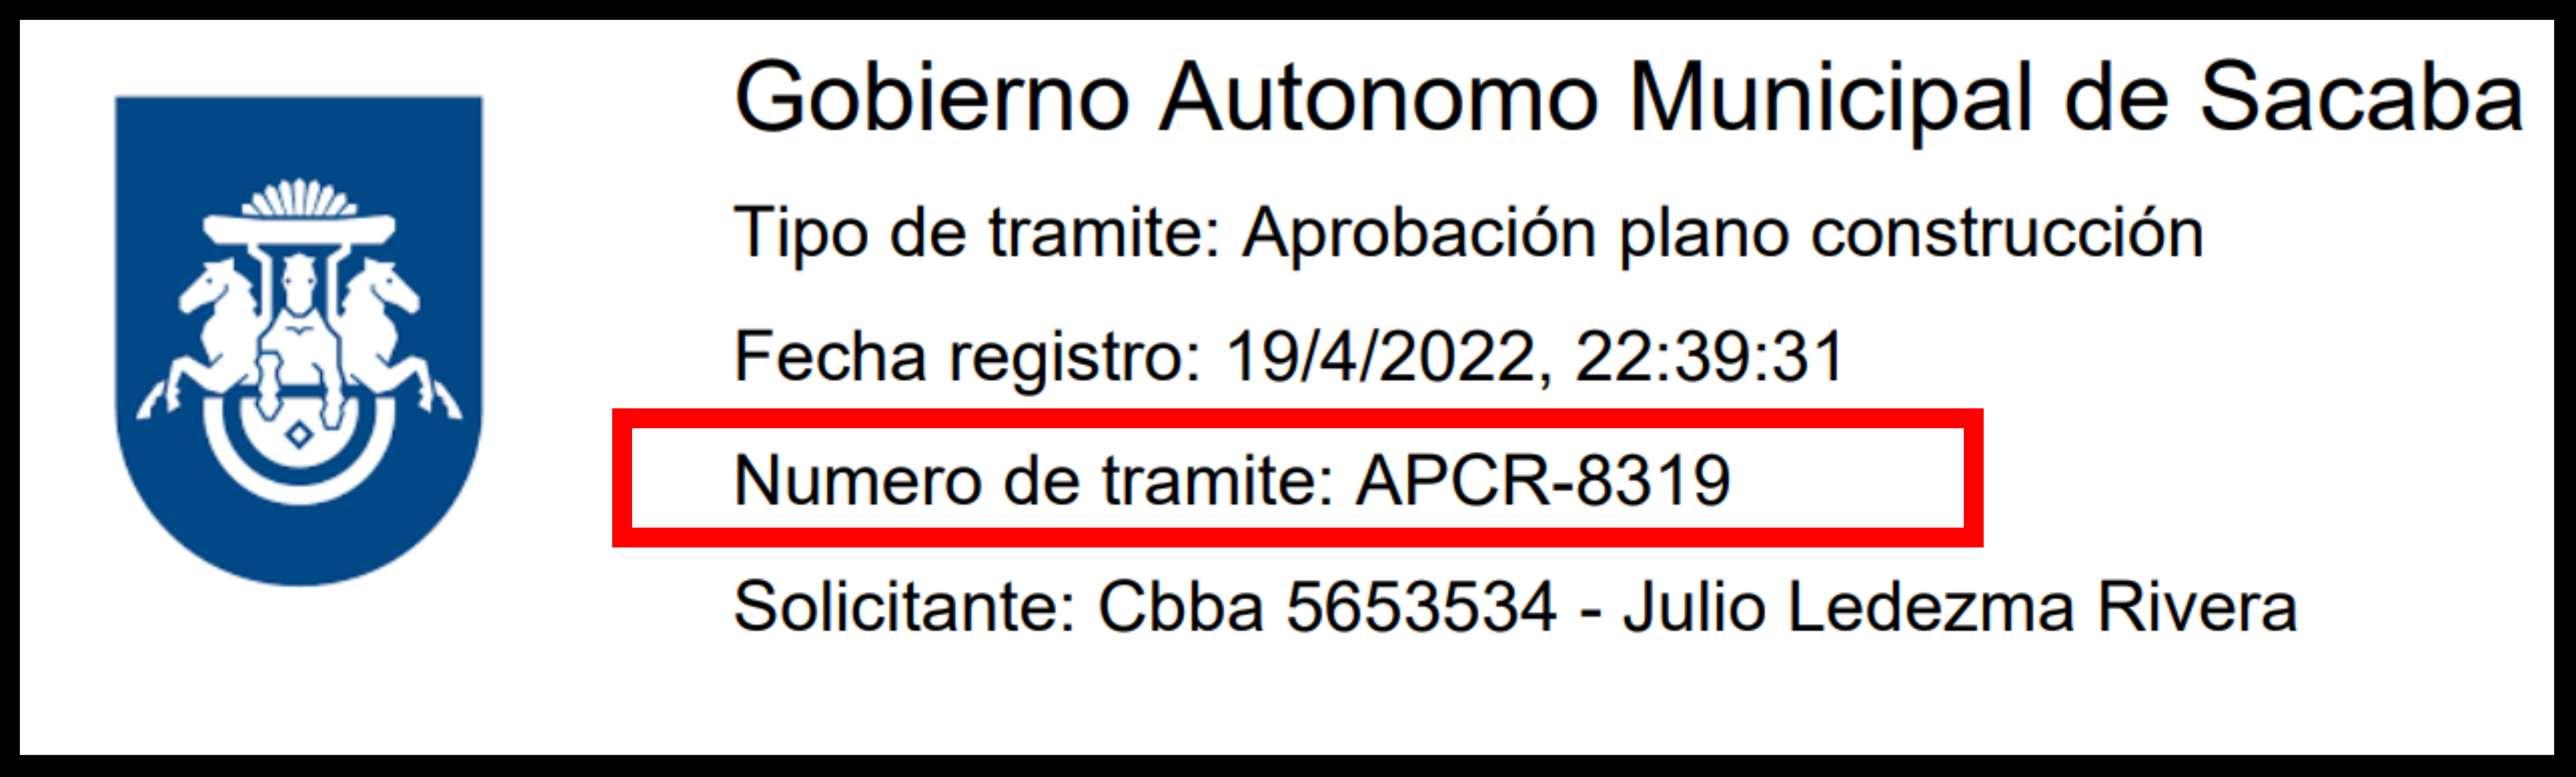 Gobierno Autonomo Municipal de Sacaba
Tipo de tramite: Aprobación plano construcción
Fecha registro: 19/4/2022, 22:39:31
Numero de tramite: APCR-8319
Solicitante: Cbba 5653534 - Julio Ledezma Rivera